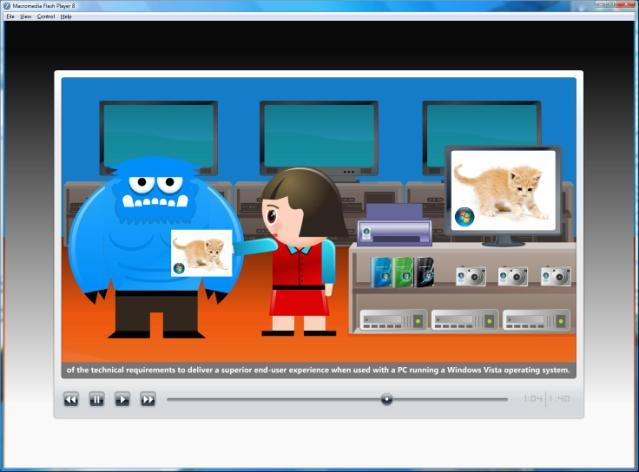 Macromedia Flash Player 8
File View Control Help
of the technical requirements to deliver a superior end-user experience when used with a PC running a Windows Vista operating system.
1:04 1:40